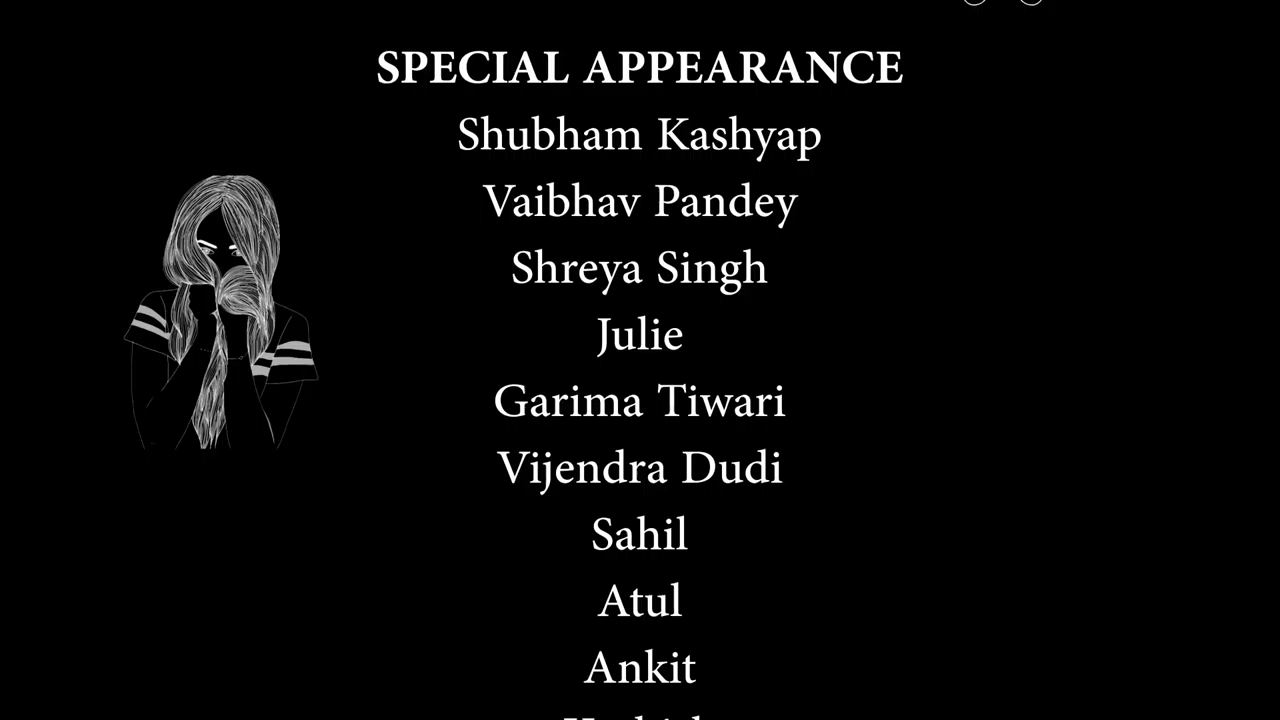 SPECIAL APPEARANCE
Shubham Kashyap
Vaibhav Pandey
Shreya Singh
Julie
Garima Tiwari
Vijendra Dudi
Sahil
Atul
Ankit